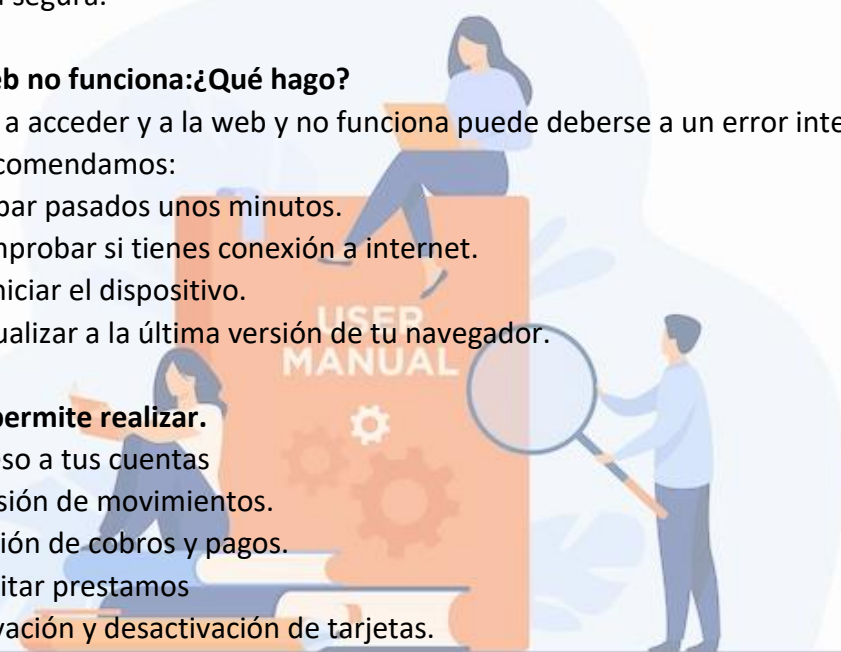 segura.
eb no funciona:¿Qué hago?
a acceder y a la web y no funciona puede deberse a un error inte
comendamos:
bar pasados unos minutos.
mprobar si tienes conexión a internet.
niciar el dispositivo.
ualizar a la última versión de tu navegador.
USER
MANUAL
permite realizar.
eso a tus cuentas
sión de movimientos.
ión de cobros y pagos.
itar prestamos
vación y desactivación de tarjetas.